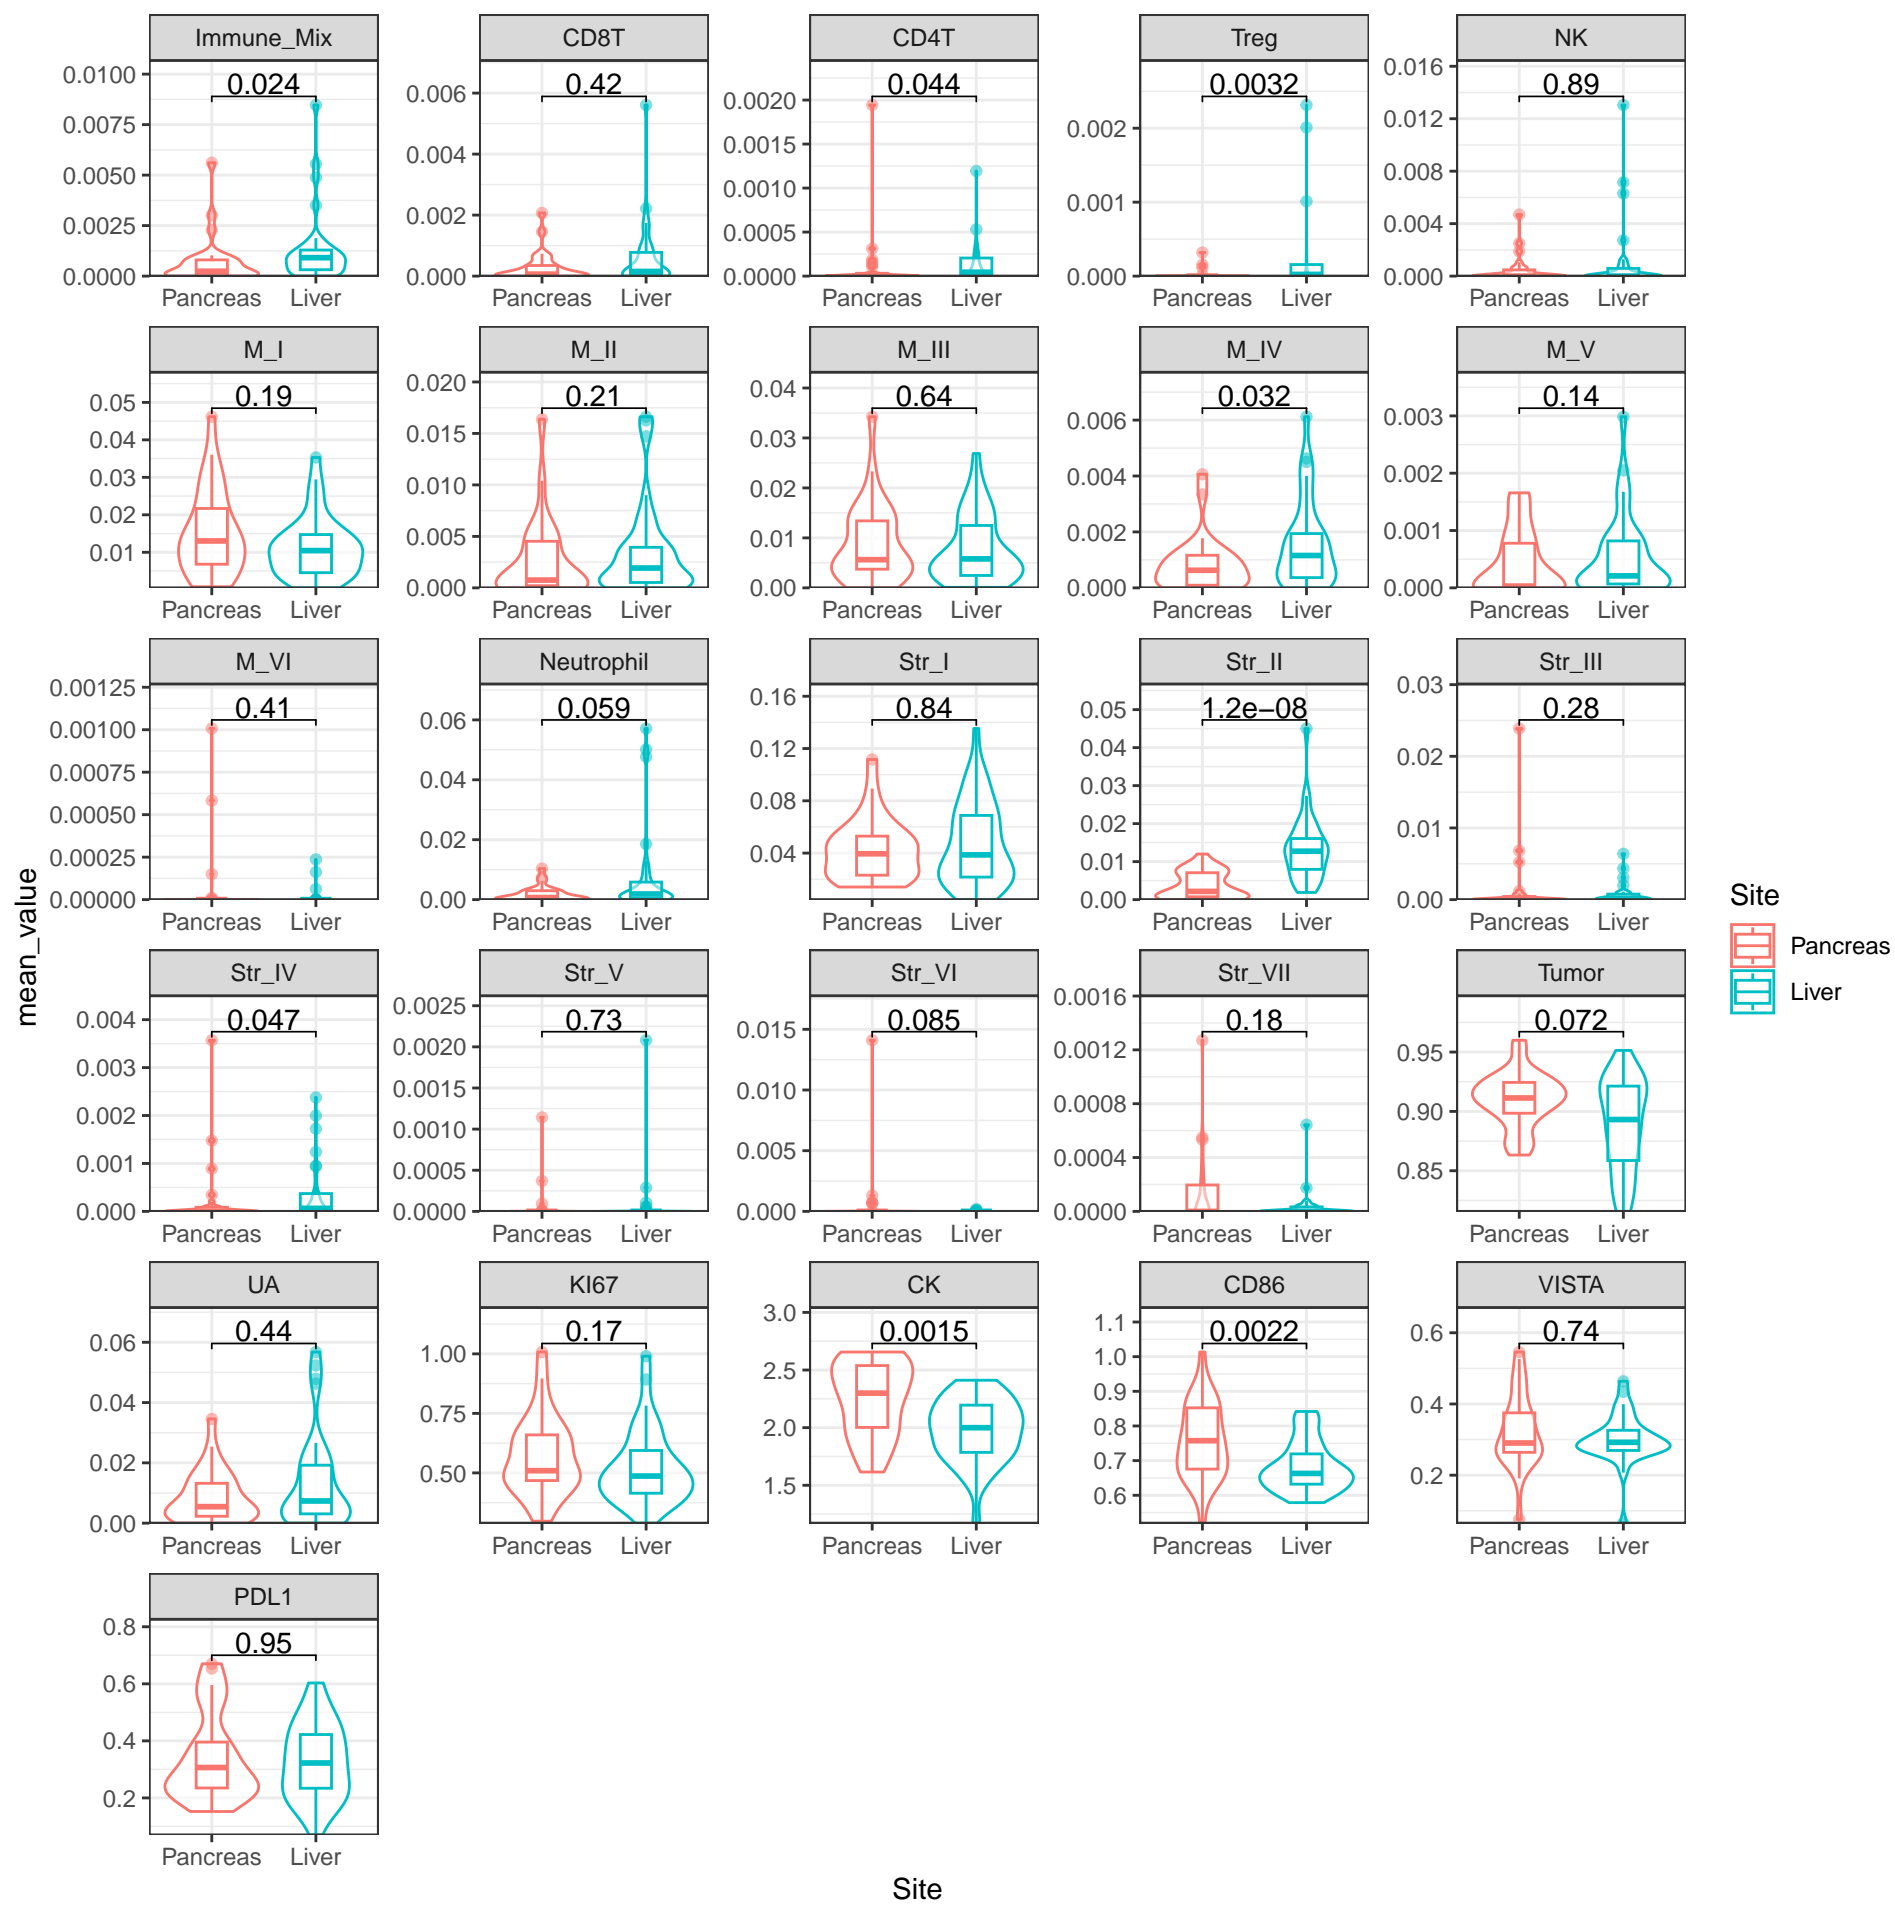 Immune_Mix
CD8T
CD4T
Treg
NK
0.024
0.42
0.044
0.0032
0.89
0.0100
0.0075
0.0050
0.0025
0.0000
0.006
0.004
0.002
0.000
0.0020
0.0015
0.0010
0.0005
0.0000
0.002
0.001
0.000
0.016
0.012
0.008
0.004
0.000
Pancreas Liver
Pancreas Liver
Pancreas Liver
Pancreas Liver
Pancreas Liver
M_I
M_II
M_III
M_IV
M_V
0.19
0.21
0.64
0.032
0.14
0.05
0.04
0.03
0.02
0.01
0.020
0.015
0.010
0.005
0.000
0.04
0.03
0.02
0.01
0.00
0.006
0.004
0.002
0.000
0.003
0.002
0.001
0.000
Pancreas Liver
Pancreas Liver
Pancreas Liver
Pancreas Liver
Pancreas Liver
M_VI
Neutrophil
Str_I
Str_II
Str_III
0.41
0.059
0.84
1.2e−08
0.28
0.00125
0.00100
0.00075
0.00050
0.00025
0.00000
0.06
0.04
0.02
0.00
0.16
0.12
0.08
0.04
0.05
0.04
0.03
0.02
0.01
0.00
0.03
0.02
0.01
0.00
Pancreas Liver
Pancreas Liver
Pancreas Liver
Pancreas Liver
Pancreas Liver
mean_value
Str_IV
Str_V
Str_VI
Str_VII
Tumor
0.047
0.73
0.085
0.18
0.072
0.004
0.003
0.002
0.001
0.000
0.0025
0.0020
0.0015
0.0010
0.0005
0.0000
0.015
0.010
0.005
0.000
0.0016
0.0012
0.0008
0.0004
0.0000
0.95
0.90
0.85
Pancreas Liver
Pancreas Liver
Pancreas Liver
Pancreas Liver
Pancreas Liver
Site
Pancreas
Liver
UA
KI67
CK
CD86
VISTA
0.44
0.17
0.0015
0.0022
0.74
0.06
0.04
0.02
0.00
1.00
0.75
0.50
3.0
2.5
2.0
1.5
1.1
1.0
0.9
0.8
0.7
0.6
0.6
0.4
0.2
Pancreas Liver
Pancreas Liver
Pancreas Liver
Pancreas Liver
Pancreas Liver
PDL1
0.95
0.8
0.6
0.4
0.2
Pancreas Liver
Site